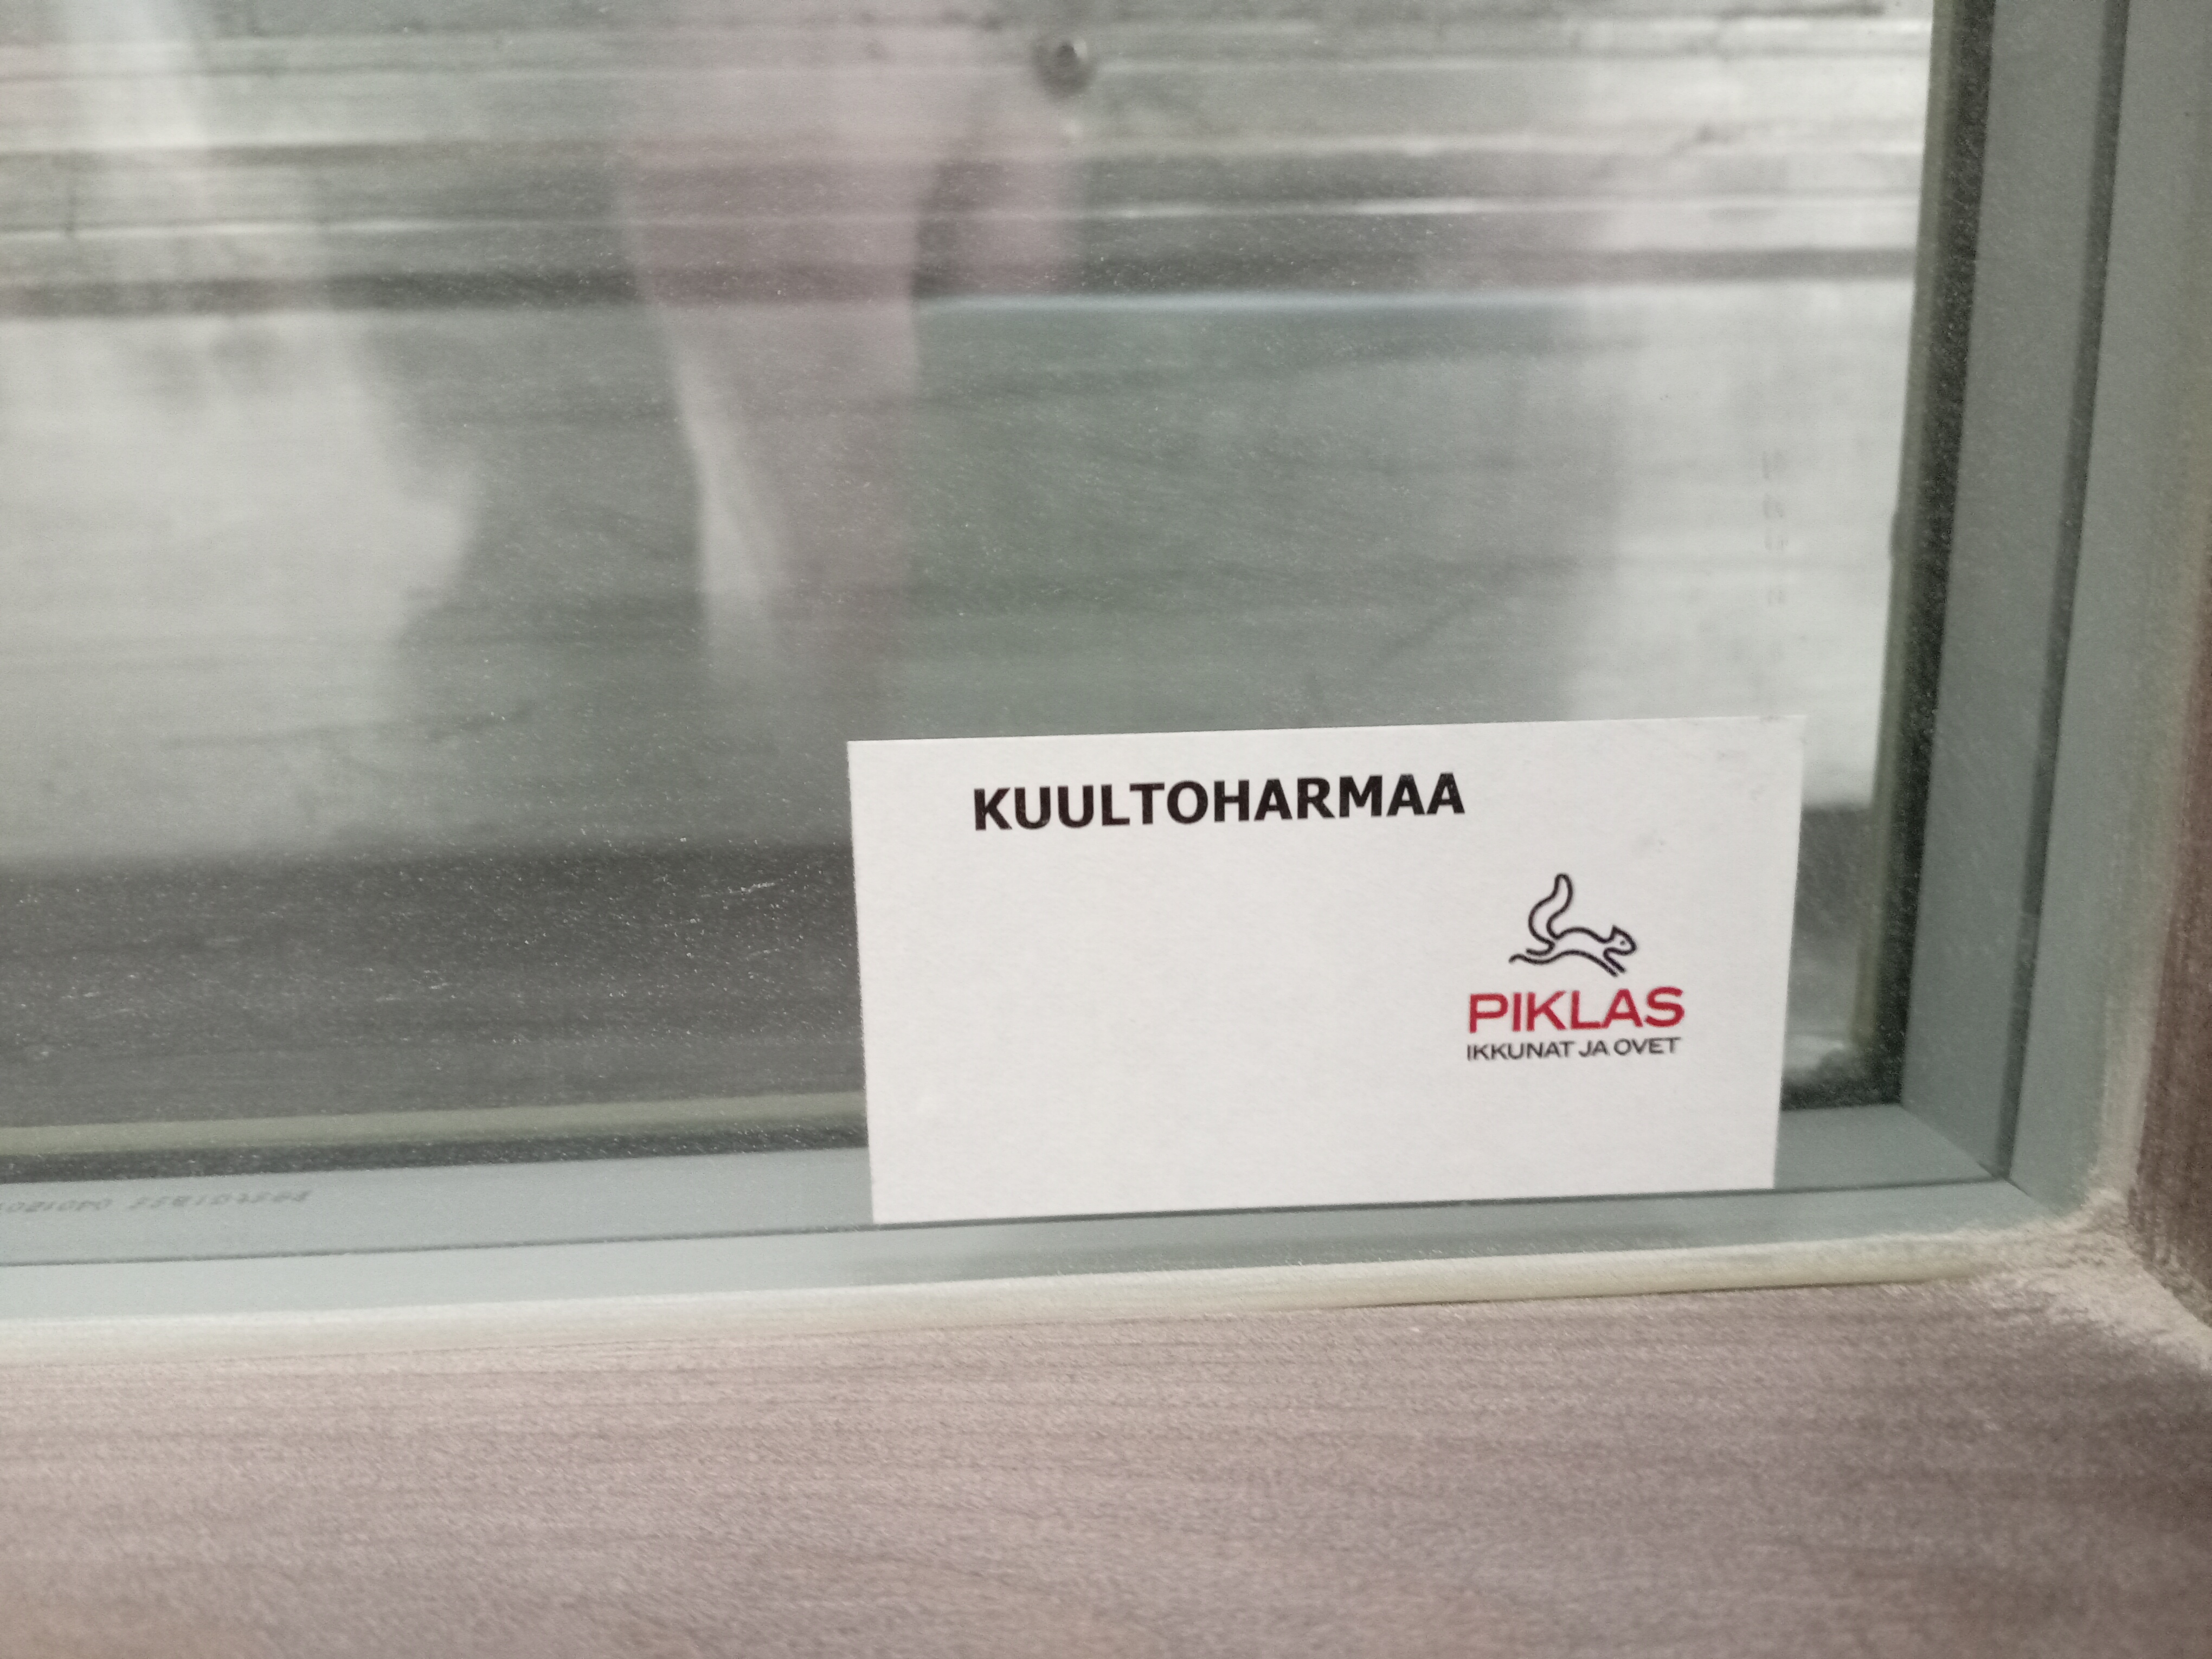 KUULTOHARMAA
PIKLAS
IKKUNAT JA OVET